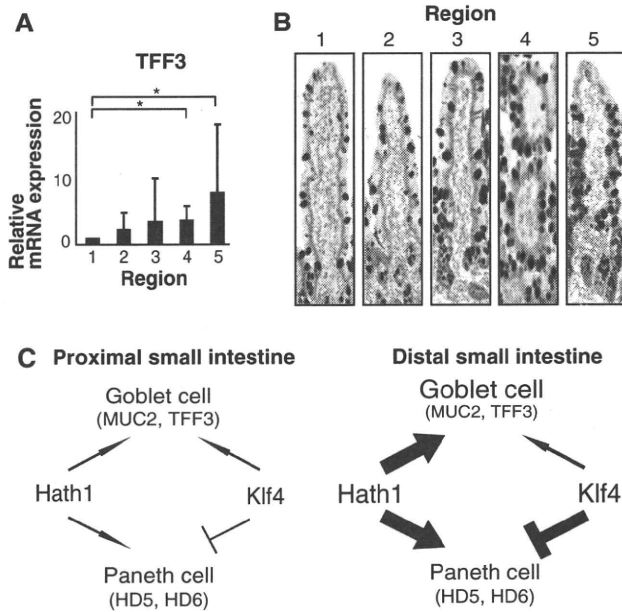 A
TFF3
*
*
20
10
0
Relative
mRNA expression
1 2 3 4 5
Region
B
Region
1 2 3 4 5
C
Proximal small intestine
Goblet cell
(MUC2, TFF3)
Hath1
Klf4
Paneth cell
(HD5, HD6)
Distal small intestine
Goblet cell
(MUC2, TFF3)
Hath1
Klf4
Paneth cell
(HD5, HD6)